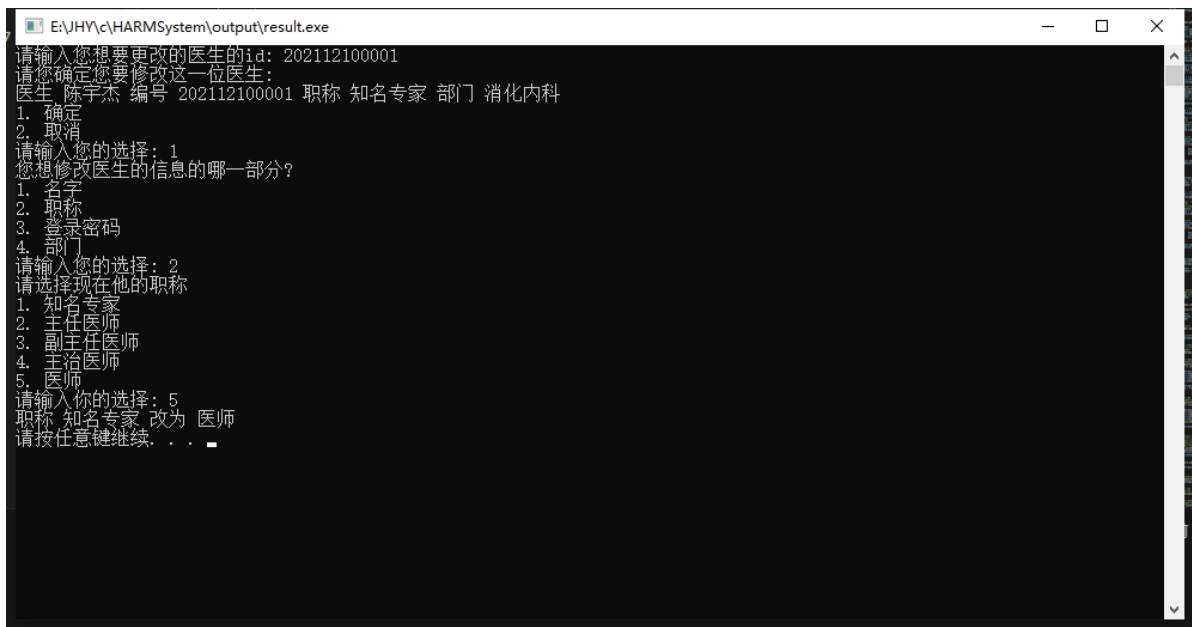 E:\JHY\c\HARMSystem\output\result.exe
请输入您想要更改的医生的id: 202112100001
请您确定您要修改这一位医生:
医生 陈宇杰 编号 202112100001 职称 知名专家 部门 消化内科
1. 确定
2. 取消
请输入您的选择: 1
您想修改医生的信息的哪一部分?
1. 名字
2. 职称
3. 登录密码
4. 部门
请输入您的选择: 2
请选择现在他的职称
1. 知名专家
2. 主任医师
3. 副主任医师
4. 主治医师
5. 医师
请输入你的选择: 5
职称 知名专家 改为 医师
请按任意键继续. . .